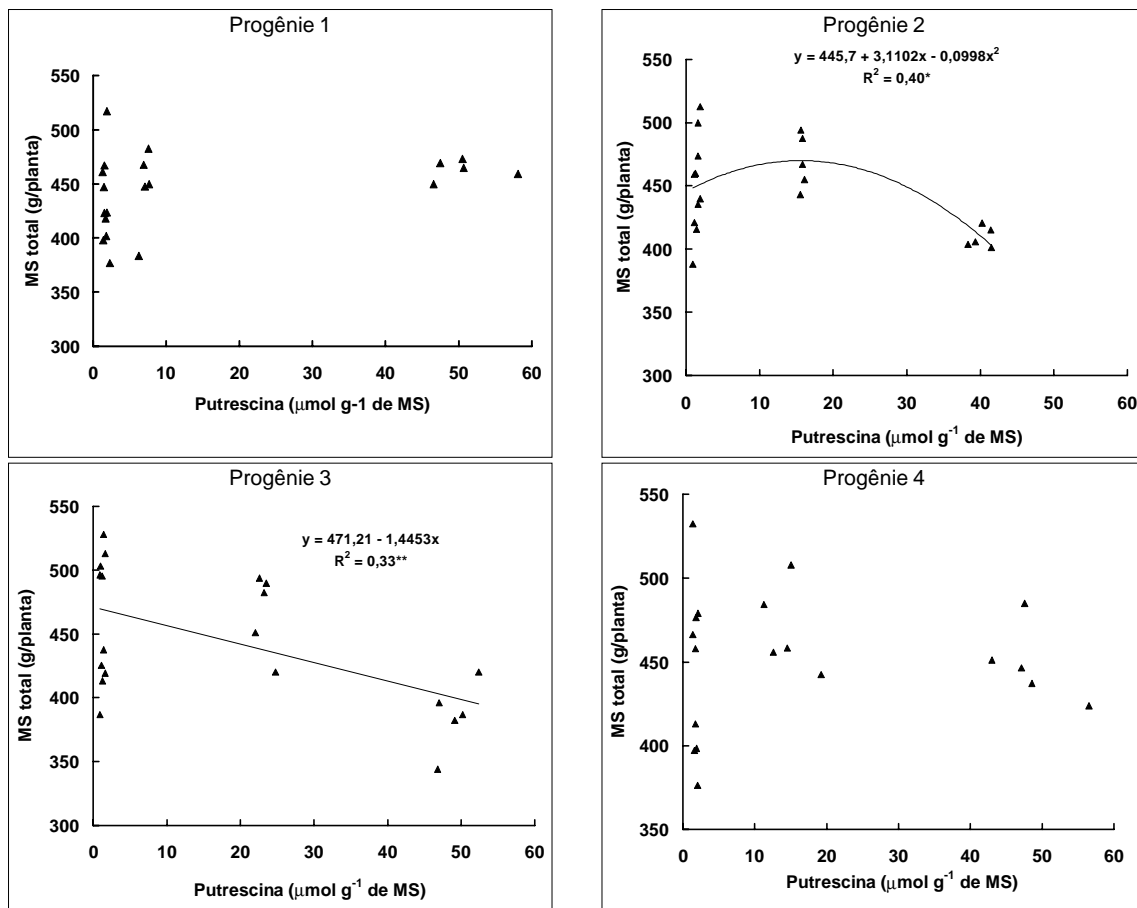 Progênie 1
MS total (g/planta)
550
500
450
400
350
300
0 10 20 30 40 50 60
Putrescina (μmol g-1 de MS)
Progênie 2
y = 445,7 + 3,1102x - 0,0998x²
R² = 0,40*
MS total (g/planta)
550
500
450
400
350
300
0 10 20 30 40 50 60
Putrescina (μmol g⁻¹ de MS)
Progênie 3
y = 471,21 - 1,4453x
R² = 0,33**
MS total (g/planta)
550
500
450
400
350
300
0 10 20 30 40 50 60
Putrescina (μmol g⁻¹ de MS)
Progênie 4
MS total (g/planta)
550
500
450
400
350
0 10 20 30 40 50 60
Putrescina (μmol g⁻¹ de MS)